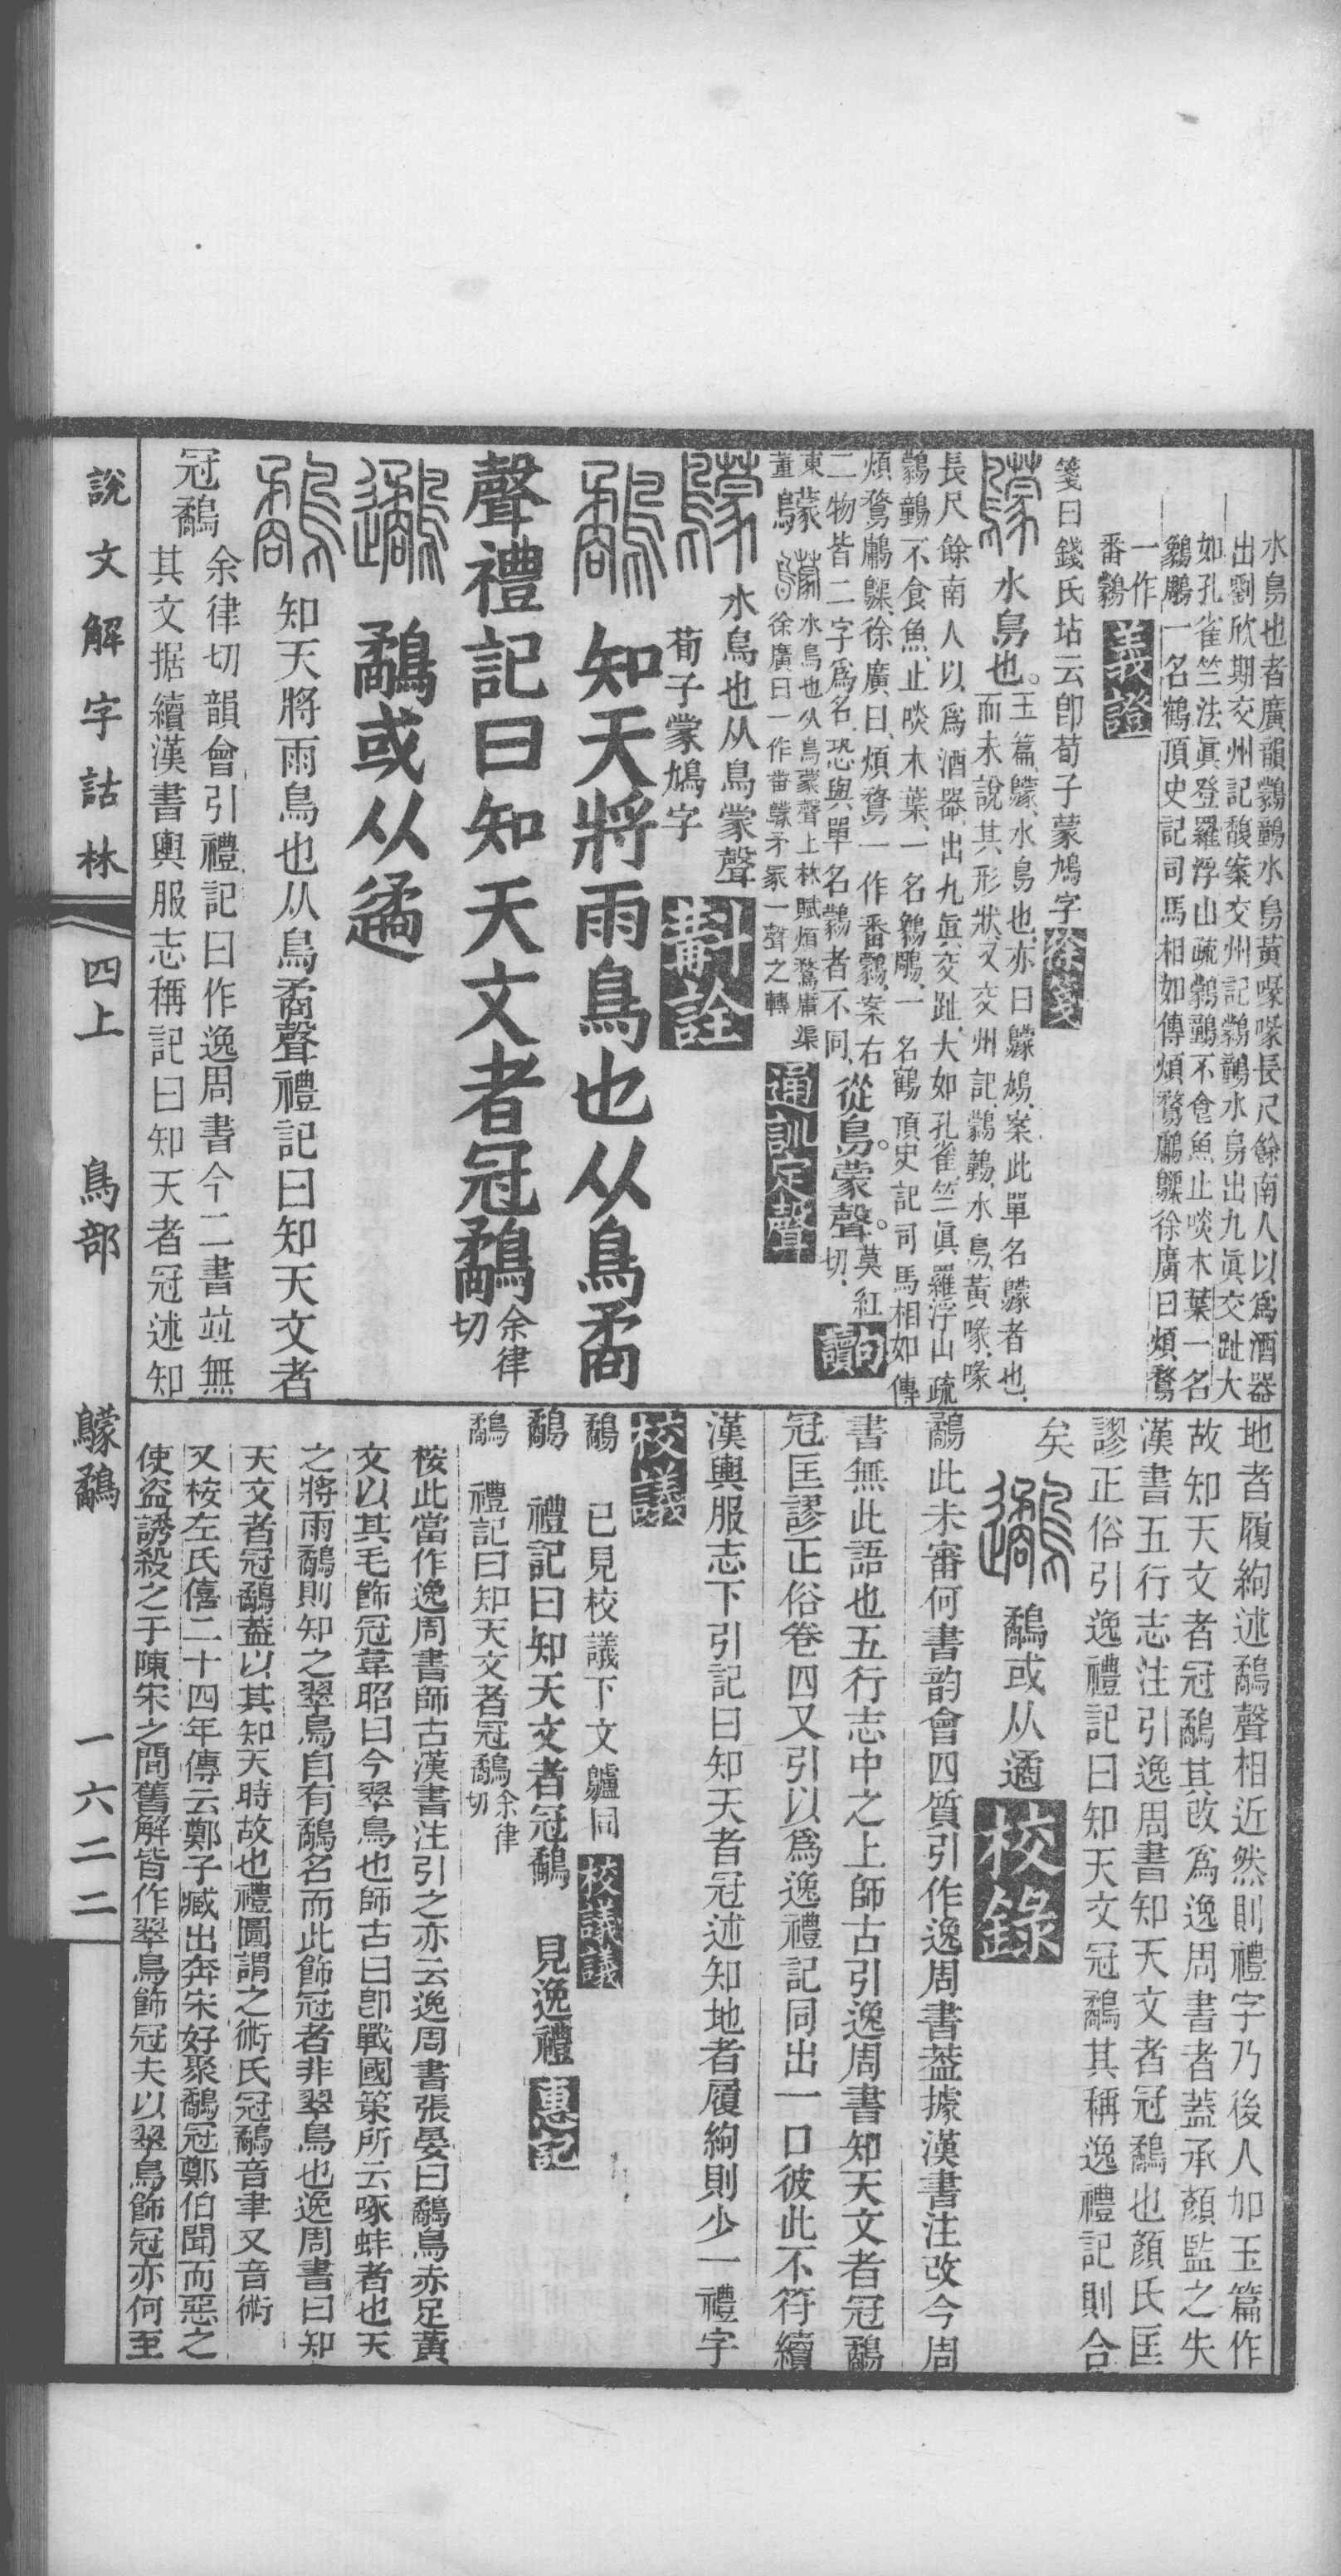 水鳥也者廣韻鸏𪆫水鳥黃喙喙長尺餘南人以爲酒器
出劉欣期交州記馥案交州記鸏𪆫水鳥出九眞交趾大
如孔雀竺法眞登羅浮山疏鸏𪆫不食魚止啖木葉一名
一名鶴頂史記司馬相如傳煩鶩鷛𪆂徐廣曰煩鶩
一作
番鸏義證
箋曰錢氏坫云卽荀子蒙鳩字徐箋
水鳥也。玉篇鸏水鳥也亦曰鸏鳩案此單名鸏者也、
而未說其形狀又交州記、鸏𪆫、水鳥、黃喙、喙
長尺餘南人以爲酒器、出九眞交趾、大如孔雀、竺眞羅浮山疏
鸏𪆫不食魚、止啖木葉、一名鶴頂史記司馬相如傳
煩鶩鷛𪆂、徐廣曰、煩鶩一作番鸏、案右
二物皆二字爲名、恐與單名鸏者不同、從鳥。蒙聲。莫紅切、句讀
東蒙
董鸏水鳥也从鳥蒙聲上林賦煩鶩庸渠
徐廣曰一作番矛冡一聲之轉通訓定聲
水鳥也从鳥蒙聲
荀子蒙鳩字斠詮
知天將雨鳥也从鳥矞
聲禮記曰知天文者冠鷸余律切
鷸或从遹
知天將雨鳥也从鳥矞聲禮記曰知天文者
冠鷸余律切韻會引禮記曰作逸周書今二書並無
其文据續漢書輿服志稱記曰知天者冠述知
地者履絇述鷸聲相近然則禮字乃後人加玉篇作
故知天文者冠鷸其改爲逸周書者蓋承顏監之失
漢書五行志注引逸周書知天文者冠鷸也顏氏匡
謬正俗引逸禮記曰知天文冠鷸其稱逸禮記則合
矣鷸或从遹校錄
鷸此未審何書韵會四質引作逸周書葢據漢書注改今周
書無此語也五行志中之上師古引逸周書知天文者冠鷸
冠匡謬正俗卷四又引以爲逸禮記同出一口彼此不符續
漢輿服志下引記曰知天者冠述知地者履絇則少一禮字
校議
鷸已見校議下文鱸同校議議
鷸禮記曰知天文者冠鷸見逸禮惠記
鷸禮記曰知天文者冠鷸余律切
桉此當作逸周書師古漢書注引之亦云逸周書張晏曰鷸鳥赤足黃
文以其毛飾冠韋昭曰今翠鳥也師古曰卽戰國策所云啄蚌者也天
之將雨鷸則知之翠鳥自有鷸名而此飾冠者非翠鳥也逸周書曰知
天文者冠鷸葢以其知天時故也禮圖謂之術氏冠鷸音聿又音術
又桉左氏僖二十四年傳云鄭子臧出奔宋好聚鷸冠鄭伯聞而惡之
使盜誘殺之于陳宋之間舊解皆作翠鳥飾冠夫以翠鳥飾冠亦何至
說文解字詁林
四上
鳥部
鸏鷸
一六二二